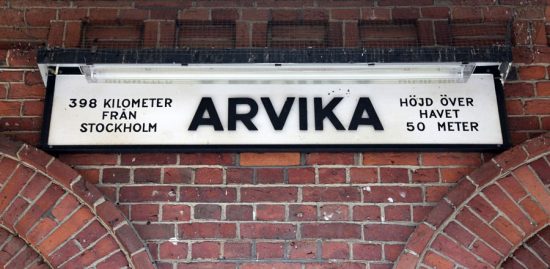 398 KILOMETER
FRÅN
STOCKHOLM
ARVIKA
HÖJD ÖVER
HAVET
50 METER